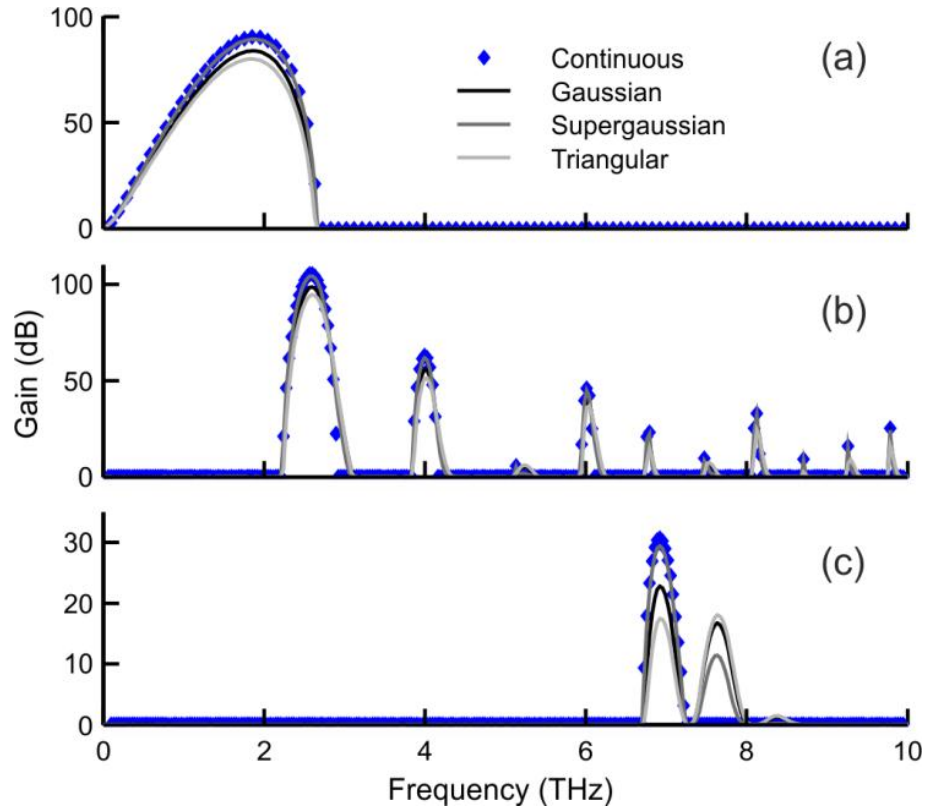 100
50
0
(a)
Continuous
Gaussian
Supergaussian
Triangular
Gain (dB)
100
50
0
(b)
30
20
10
0
(c)
0 2 4 6 8 10
Frequency (THz)